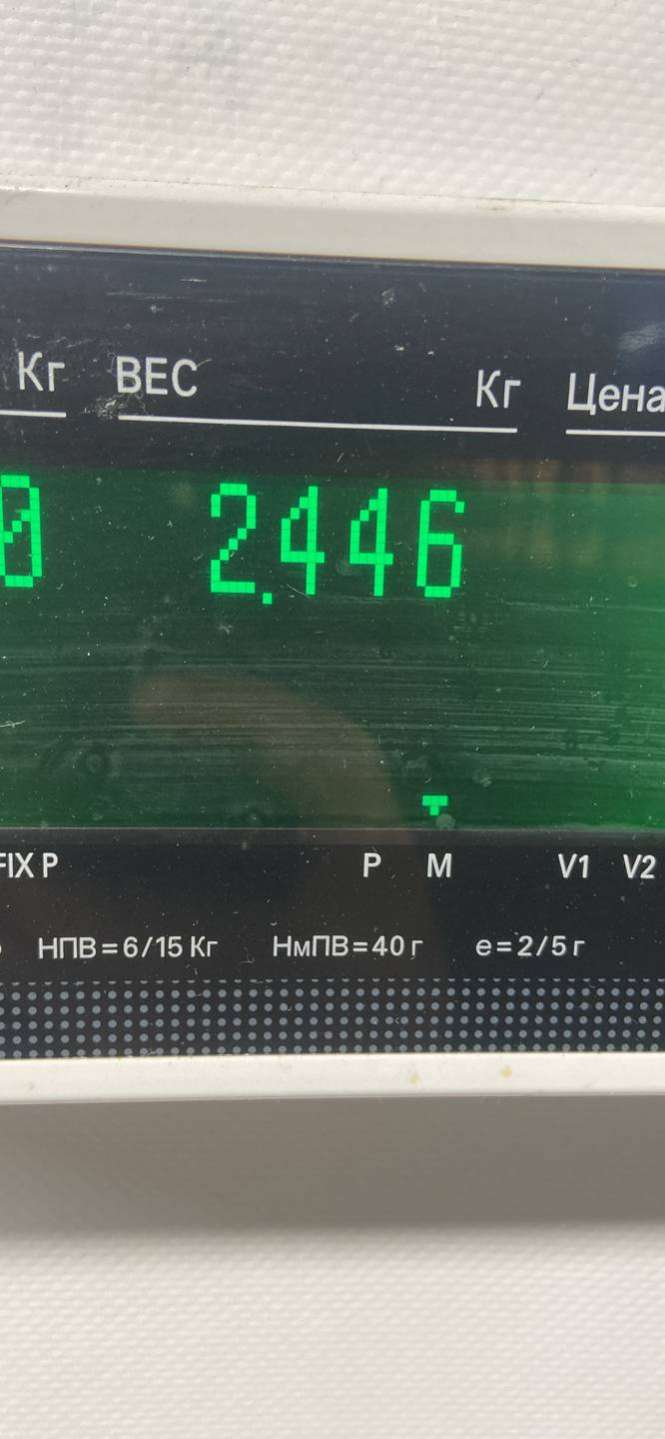 Кг ВЕС Кг Цена
0 2.446
FIX P P M V1 V2
НПВ=6/15 Кг НмПВ=40 г e=2/5 г